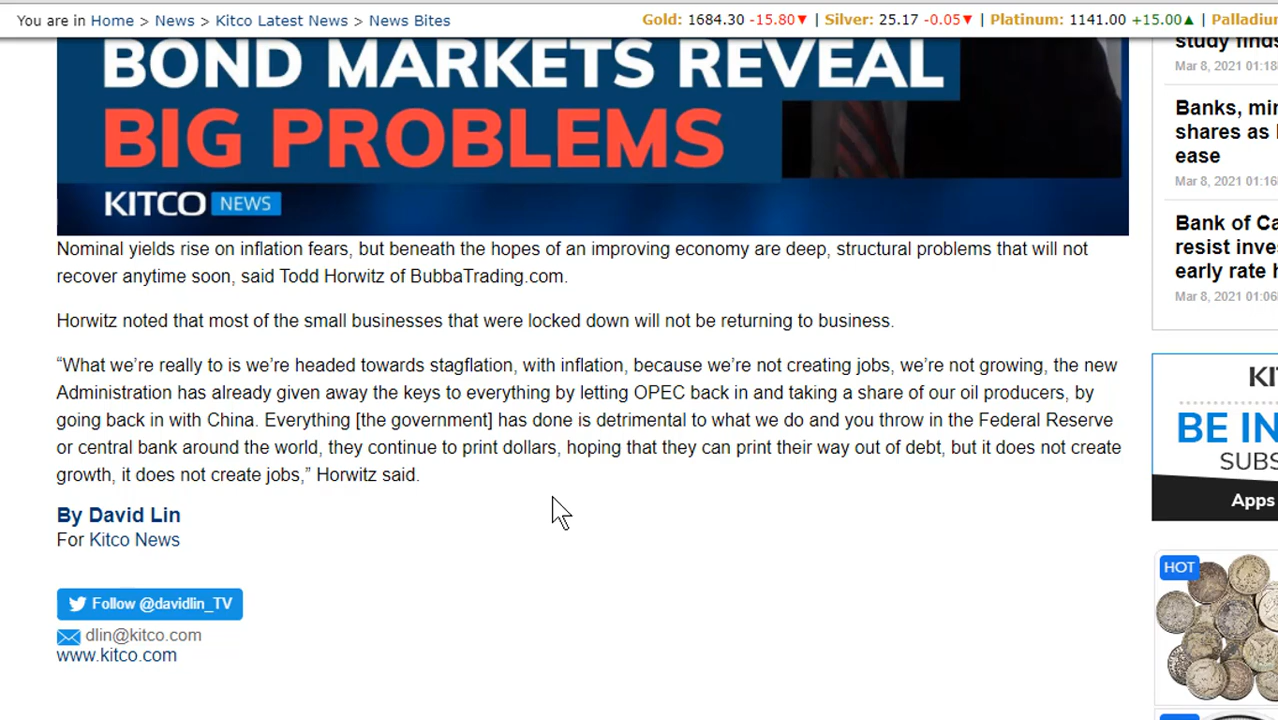 You are in Home > News > Kitco Latest News > News Bites
Gold: 1684.30 -15.80▼ | Silver: 25.17 -0.05▼ | Platinum: 1141.00 +15.00▲ | Palladiu
BOND MARKETS REVEAL
BIG PROBLEMS
KITCO NEWS
Nominal yields rise on inflation fears, but beneath the hopes of an improving economy are deep, structural problems that will not
recover anytime soon, said Todd Horwitz of BubbaTrading.com.
Horwitz noted that most of the small businesses that were locked down will not be returning to business.
“What we’re really to is we’re headed towards stagflation, with inflation, because we’re not creating jobs, we’re not growing, the new
Administration has already given away the keys to everything by letting OPEC back in and taking a share of our oil producers, by
going back in with China. Everything [the government] has done is detrimental to what we do and you throw in the Federal Reserve
or central bank around the world, they continue to print dollars, hoping that they can print their way out of debt, but it does not create
growth, it does not create jobs,” Horwitz said.
By David Lin
For Kitco News
Follow @davidlin_TV
dlin@kitco.com
www.kitco.com
study finds
Mar 8, 2021 01:18
Banks, mi
shares as
ease
Mar 8, 2021 01:16
Bank of Ca
resist inve
early rate h
Mar 8, 2021 01:06
KI
BE IN
SUBS
Apps
HOT